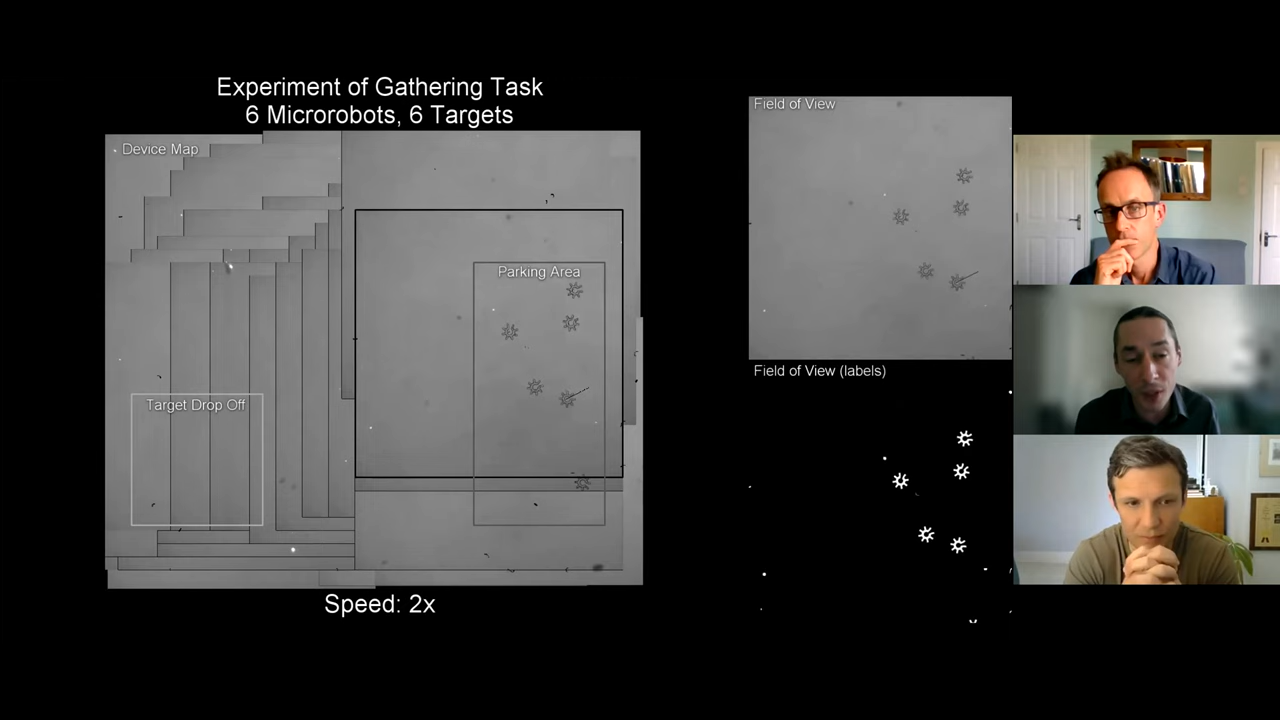 Experiment of Gathering Task
6 Microrobots, 6 Targets
Device Map
Parking Area
Target Drop Off
Speed: 2x
Field of View
Field of View (labels)